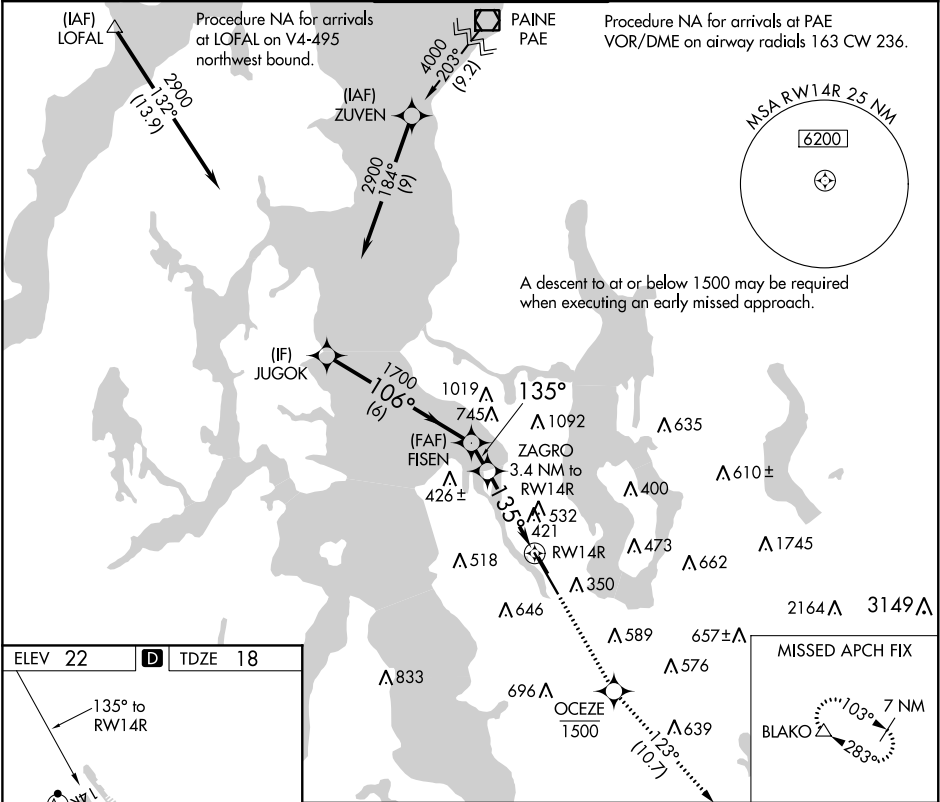 (IAF)
LOFAL
Procedure NA for arrivals
at LOFAL on V4-495
northwest bound.
PAINE
PAE
Procedure NA for arrivals at PAE
VOR/DME on airway radials 163 CW 236.
4000
203°
(9.2)
2900
132°
(13.9)
(IAF)
ZUVEN
2900
184°
(9)
MSA RW14R 25 NM
6200
A descent to at or below 1500 may be required
when executing an early missed approach.
(IF)
JUGOK
1700
106°
(6)
1019
745
135°
1092
635
(FAF)
FISEN
ZAGRO
3.4 NM to
RW14R
426±
135°
400
610±
532
421
RW14R
518
473
662
1745
350
646
2164
3149
589
657±
576
833
696
OCEZE
1500
639
123°
(10.7)
MISSED APCH FIX
BLAKO
103°
7 NM
283°
ELEV 22
D
TDZE 18
135° to
RW14R